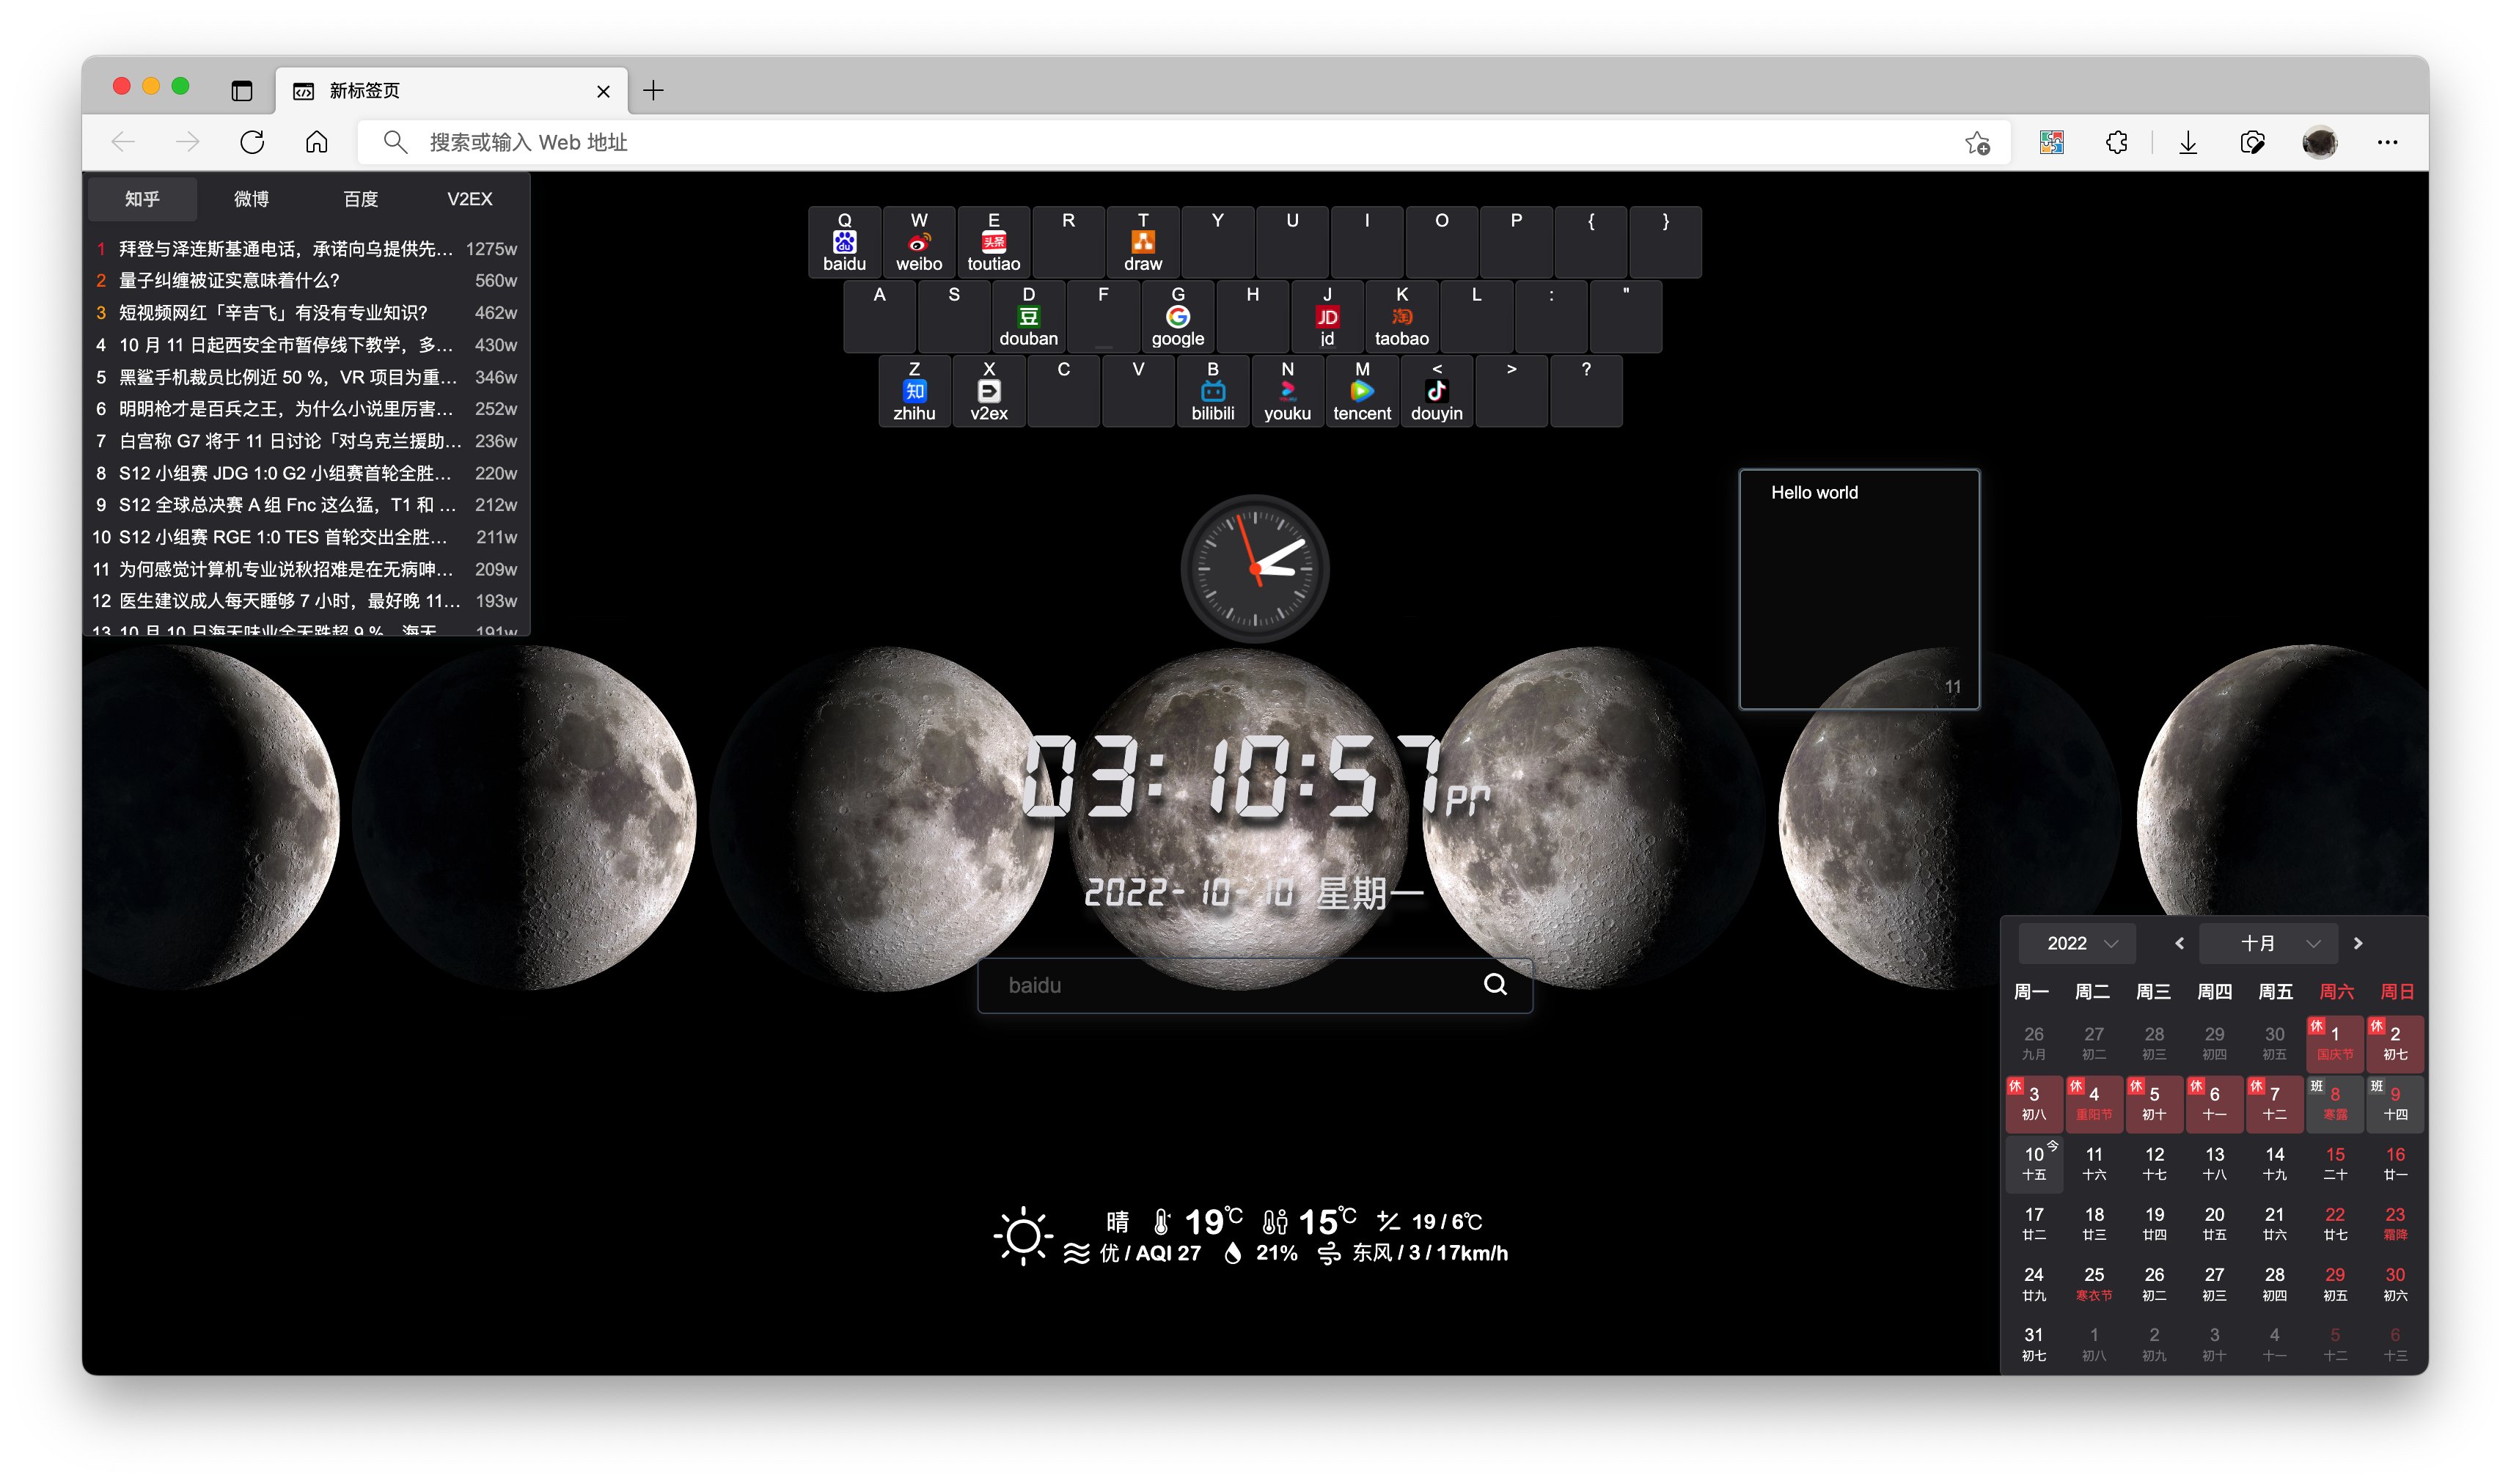 新标签页
搜索或输入 Web 地址
知乎 微博 百度 V2EX
1 拜登与泽连斯基通电话，承诺向乌提供先... 1275w
2 量子纠缠被证实意味着什么？ 560w
3 短视频网红「辛吉飞」有没有专业知识？ 462w
4 10 月 11 日起西安全市暂停线下教学，多... 430w
5 黑鲨手机裁员比例近 50 %，VR 项目为重... 346w
6 明明枪才是百兵之王，为什么小说里厉害... 252w
7 白宫称 G7 将于 11 日讨论「对乌克兰援助... 236w
8 S12 小组赛 JDG 1:0 G2 小组赛首轮全胜... 220w
9 S12 全球总决赛 A 组 Fnc 这么猛，T1 和 ... 212w
10 S12 小组赛 RGE 1:0 TES 首轮交出全胜... 211w
11 为何感觉计算机专业说秋招难是在无病呻... 209w
12 医生建议成人每天睡够 7 小时，最好晚 11... 193w
13 10 月 10 日海天味业全天跌超 9 %，海天... 191w
Q W E R T Y U I O P { }
du 头条
baidu weibo toutiao draw
A S D F G H J K L : "
豆 G JD 淘
douban google jd taobao
Z X C V B N M < > ?
知
zhihu v2ex bilibili youku tencent douyin
Hello world
11
03:10:57 pm
2022-10-10 星期一
baidu
晴 19℃ 15℃ 19 / 6℃
优 / AQI 27 21% 东风 / 3 / 17km/h
2022 < 十月 >
周一 周二 周三 周四 周五 周六 周日
休 休
26 27 28 29 30 1 2
九月 初二 初三 初四 初五 国庆节 初七
休 休 休 休 休 班 班
3 4 5 6 7 8 9
初八 重阳节 初十 十一 十二 寒露 十四
今
10 11 12 13 14 15 16
十五 十六 十七 十八 十九 二十 廿一
17 18 19 20 21 22 23
廿二 廿三 廿四 廿五 廿六 廿七 霜降
24 25 26 27 28 29 30
廿九 寒衣节 初二 初三 初四 初五 初六
31 1 2 3 4 5 6
初七 初八 初九 初十 十一 十二 十三